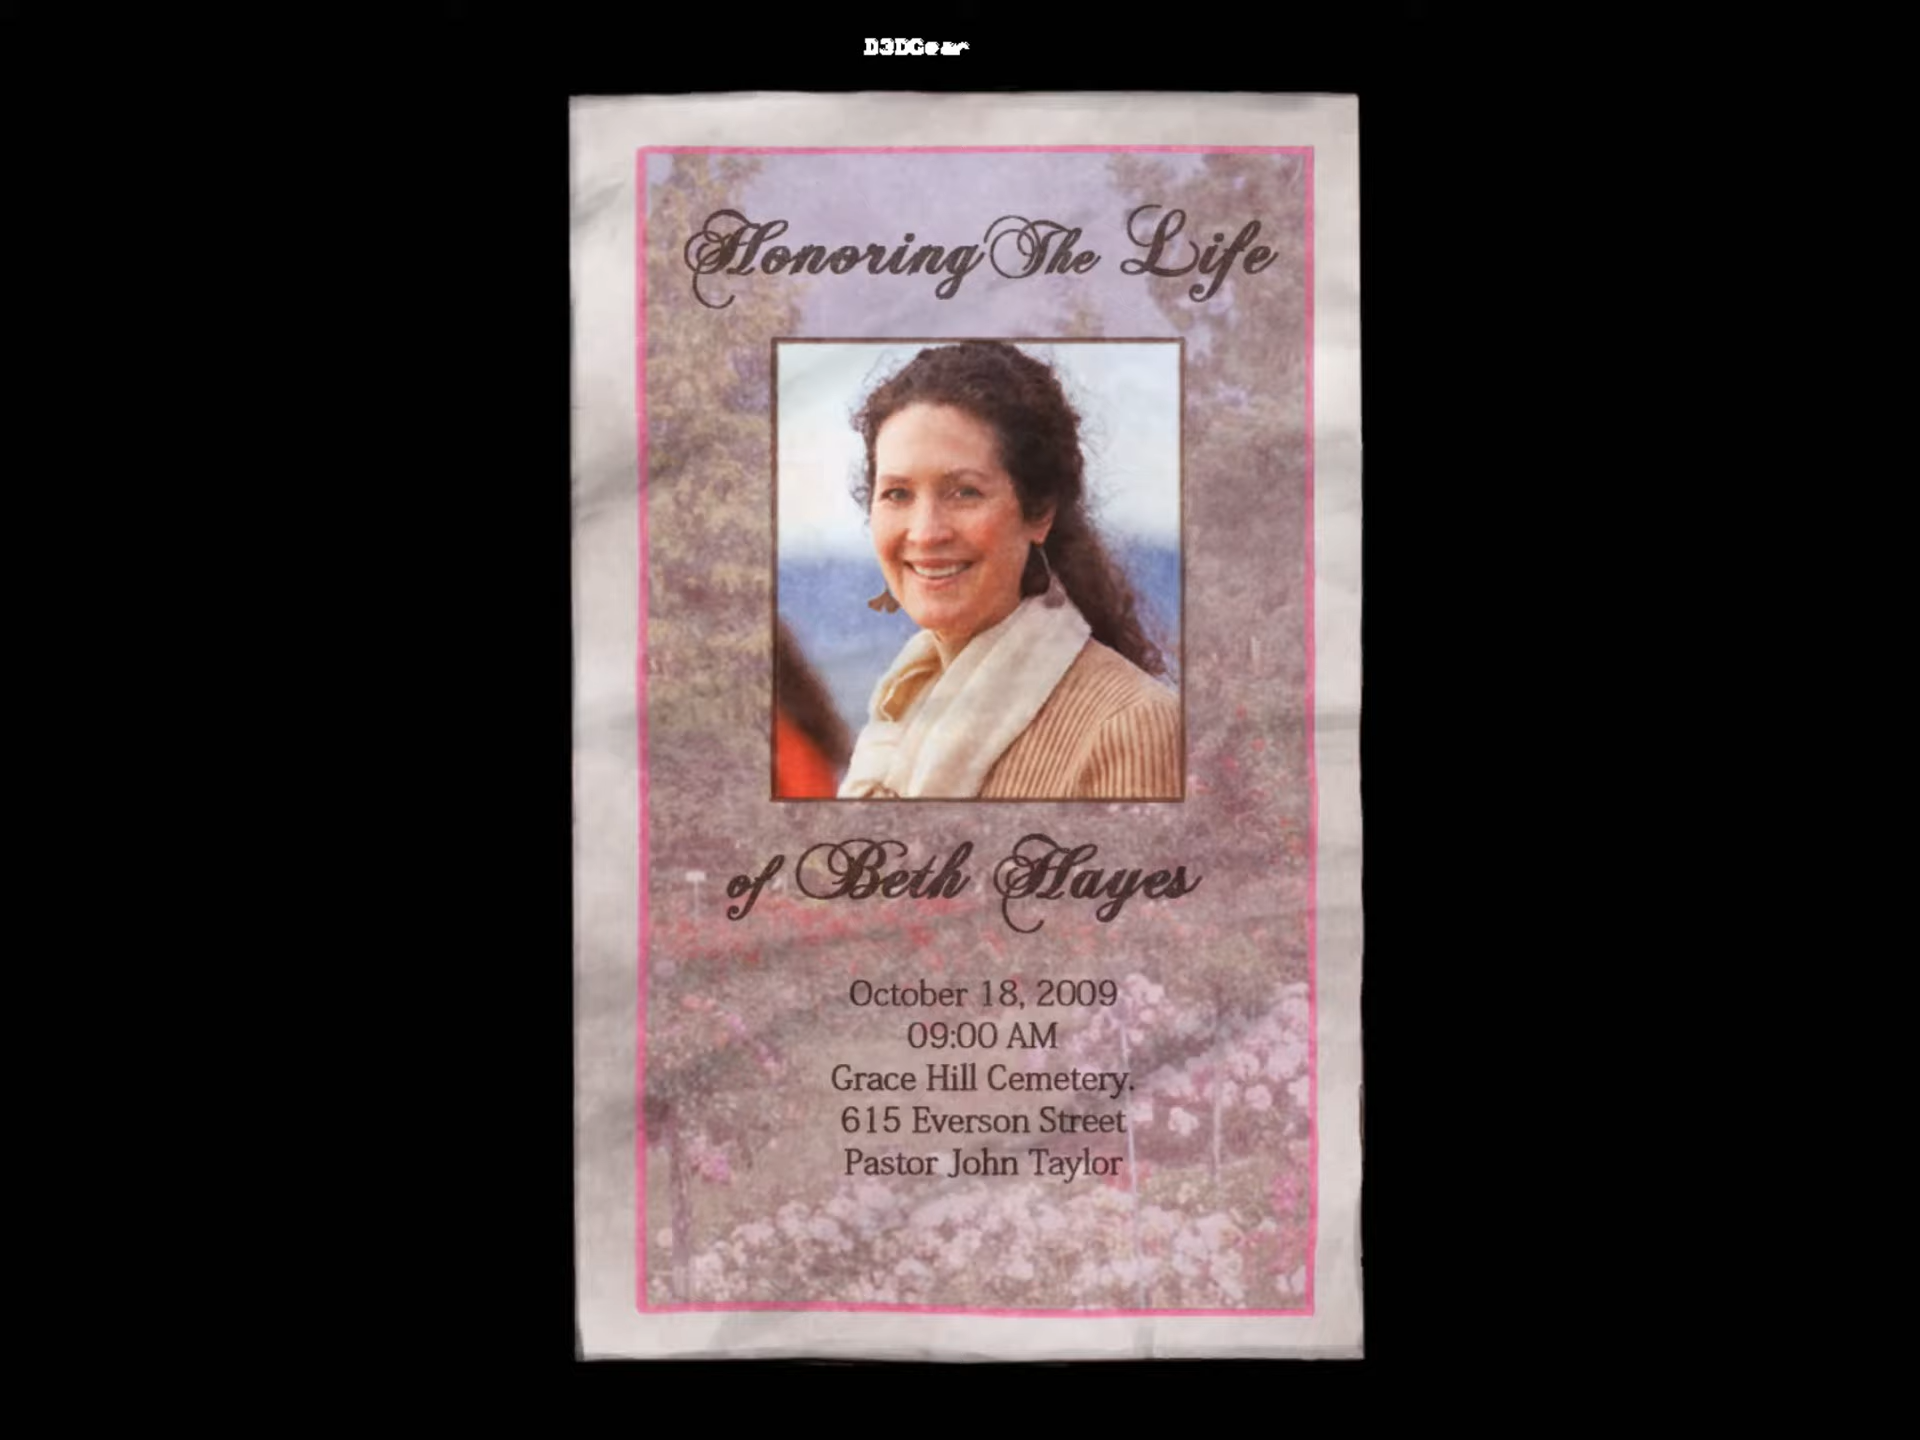 D3DGear
Honoring The Life
of Beth Hayes
October 18, 2009
09:00 AM
Grace Hill Cemetery.
615 Everson Street
Pastor John Taylor